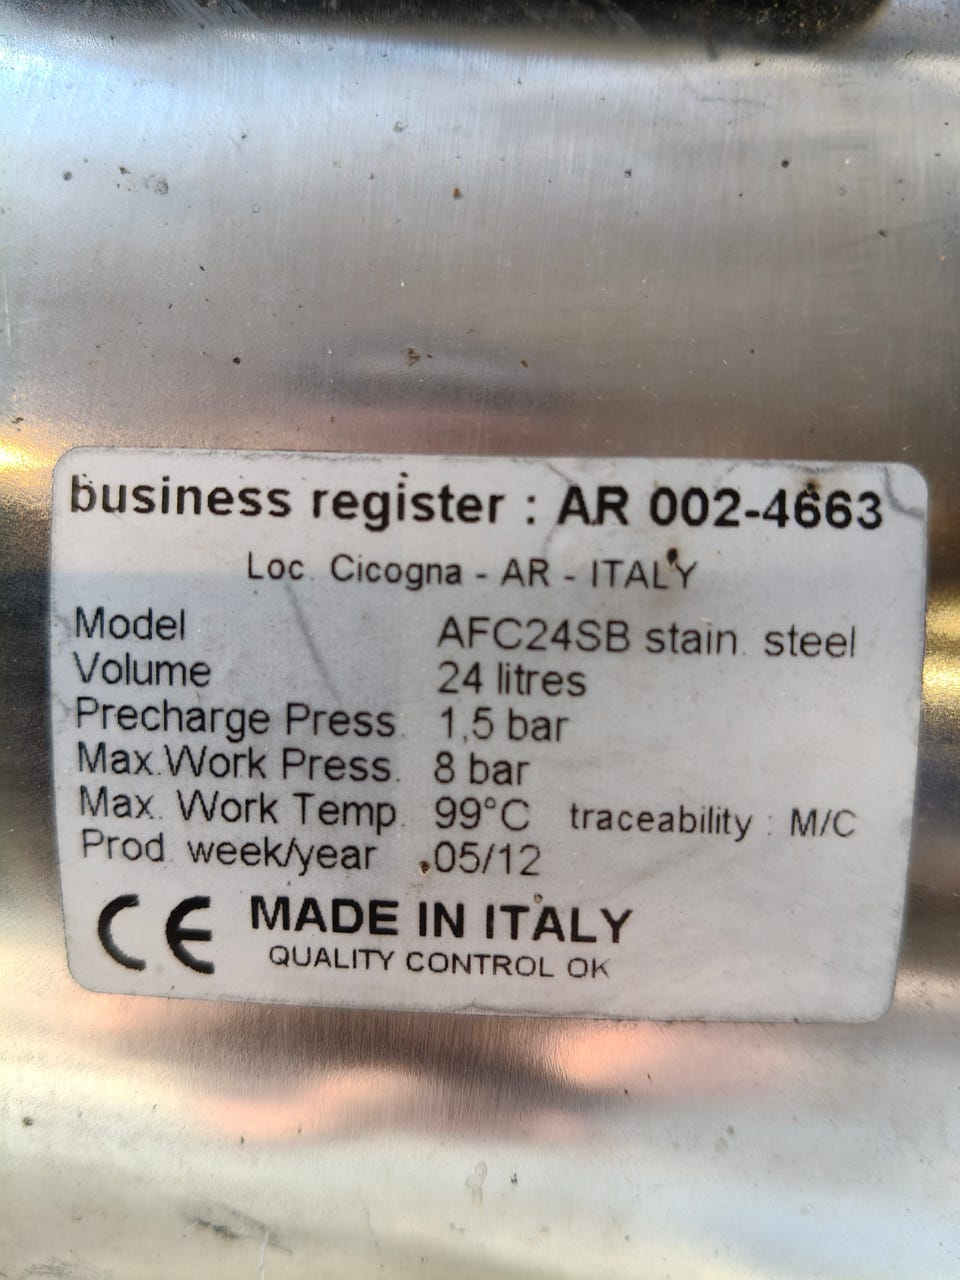 business register : AR 002-4663
Loc. Cicogna - AR - ITALY
Model AFC24SB stain. steel
Volume 24 litres
Precharge Press. 1,5 bar
Max.Work Press. 8 bar
Max. Work Temp. 99°C traceability : M/C
Prod. week/year 05/12
CE MADE IN ITALY
QUALITY CONTROL OK